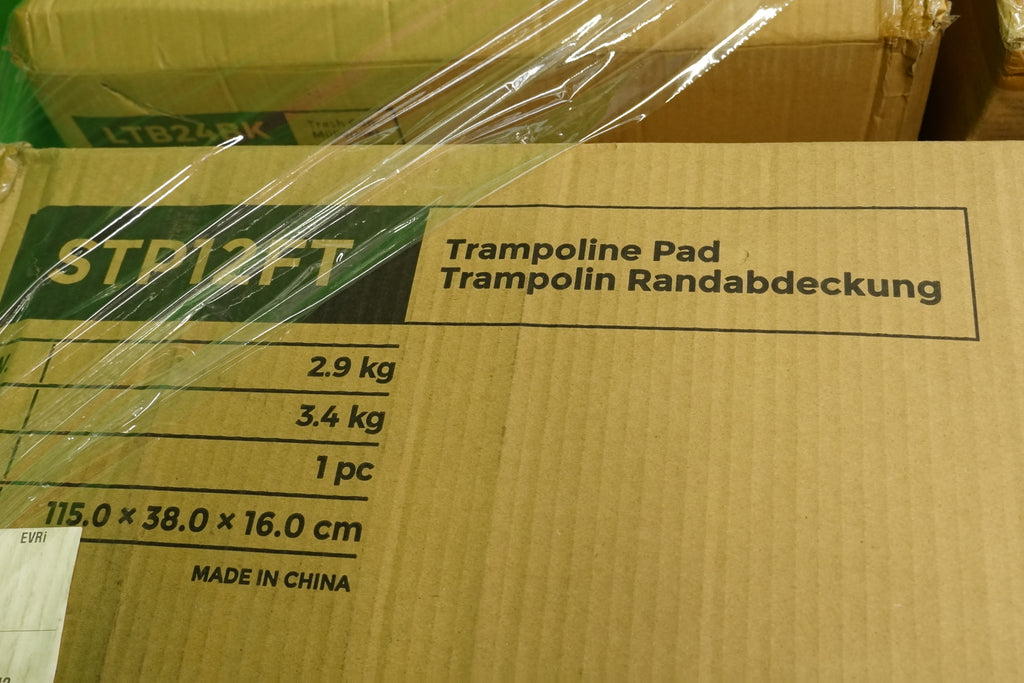 LTB24BK
STP12FT
Trampoline Pad
Trampolin Randabdeckung
2.9 kg
3.4 kg
1 pc
115.0 × 38.0 × 16.0 cm
EVRi
MADE IN CHINA